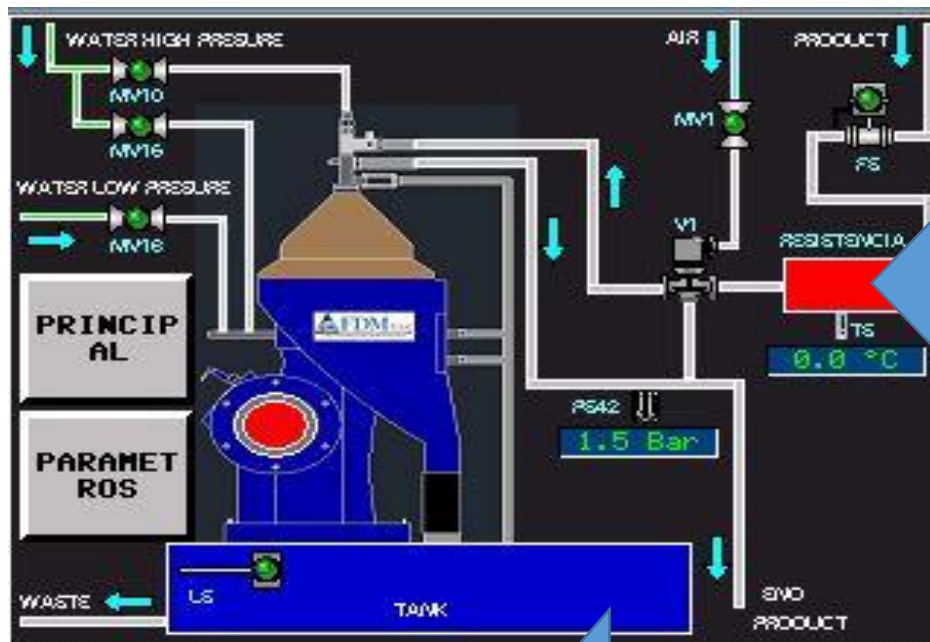 WATER HIGH PRESURE
AIR
PRODUCT
MV10
MV1
MV16
FS
WATER LOW PRESURE
V1
MV16
RESISTENCIA
FDM
PRINCIP
AL
TS
0.0 °C
PS42
1.5 Bar
PARAMET
ROS
WASTE
LS
TANK
END
PRODUCT